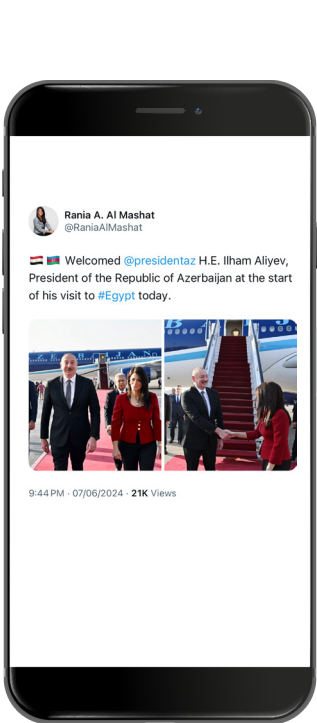 Rania A. Al Mashat
@RaniaAlMashat
🇪🇬 🇦🇿 Welcomed @presidentaz H.E. Ilham Aliyev,
President of the Republic of Azerbaijan at the start
of his visit to #Egypt today.
9:44 PM · 07/06/2024 · 21K Views